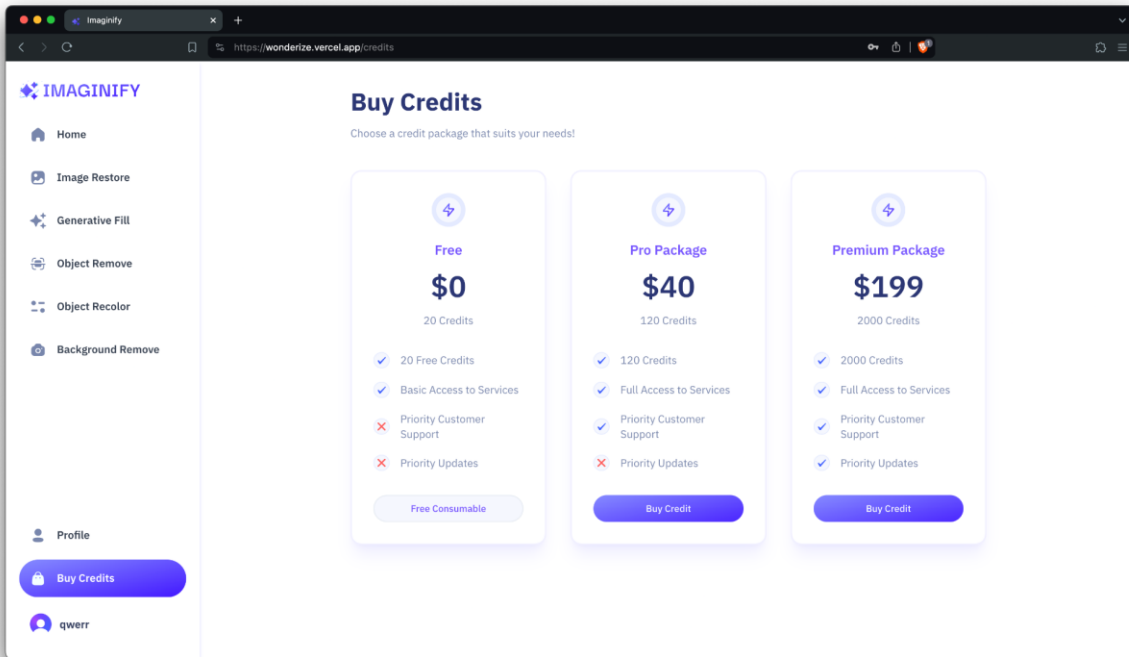 Imaginify
https://wonderize.vercel.app/credits
1
IMAGINIFY
Home
Image Restore
Generative Fill
Object Remove
Object Recolor
Background Remove
Profile
Buy Credits
qwerr
Buy Credits
Choose a credit package that suits your needs!
Free
$0
20 Credits
20 Free Credits
Basic Access to Services
Priority Customer
Support
Priority Updates
Free Consumable
Pro Package
$40
120 Credits
120 Credits
Full Access to Services
Priority Customer
Support
Priority Updates
Buy Credit
Premium Package
$199
2000 Credits
2000 Credits
Full Access to Services
Priority Customer
Support
Priority Updates
Buy Credit